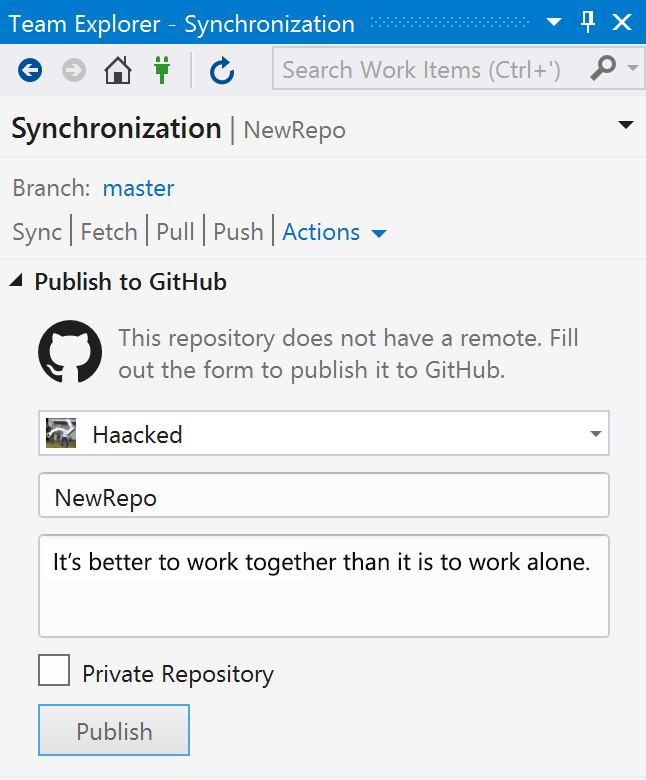 Team Explorer - Synchronization
Search Work Items (Ctrl+')
Synchronization | NewRepo
Branch: master
Sync | Fetch | Pull | Push | Actions
Publish to GitHub
This repository does not have a remote. Fill
out the form to publish it to GitHub.
Haacked
NewRepo
It’s better to work together than it is to work alone.
Private Repository
Publish